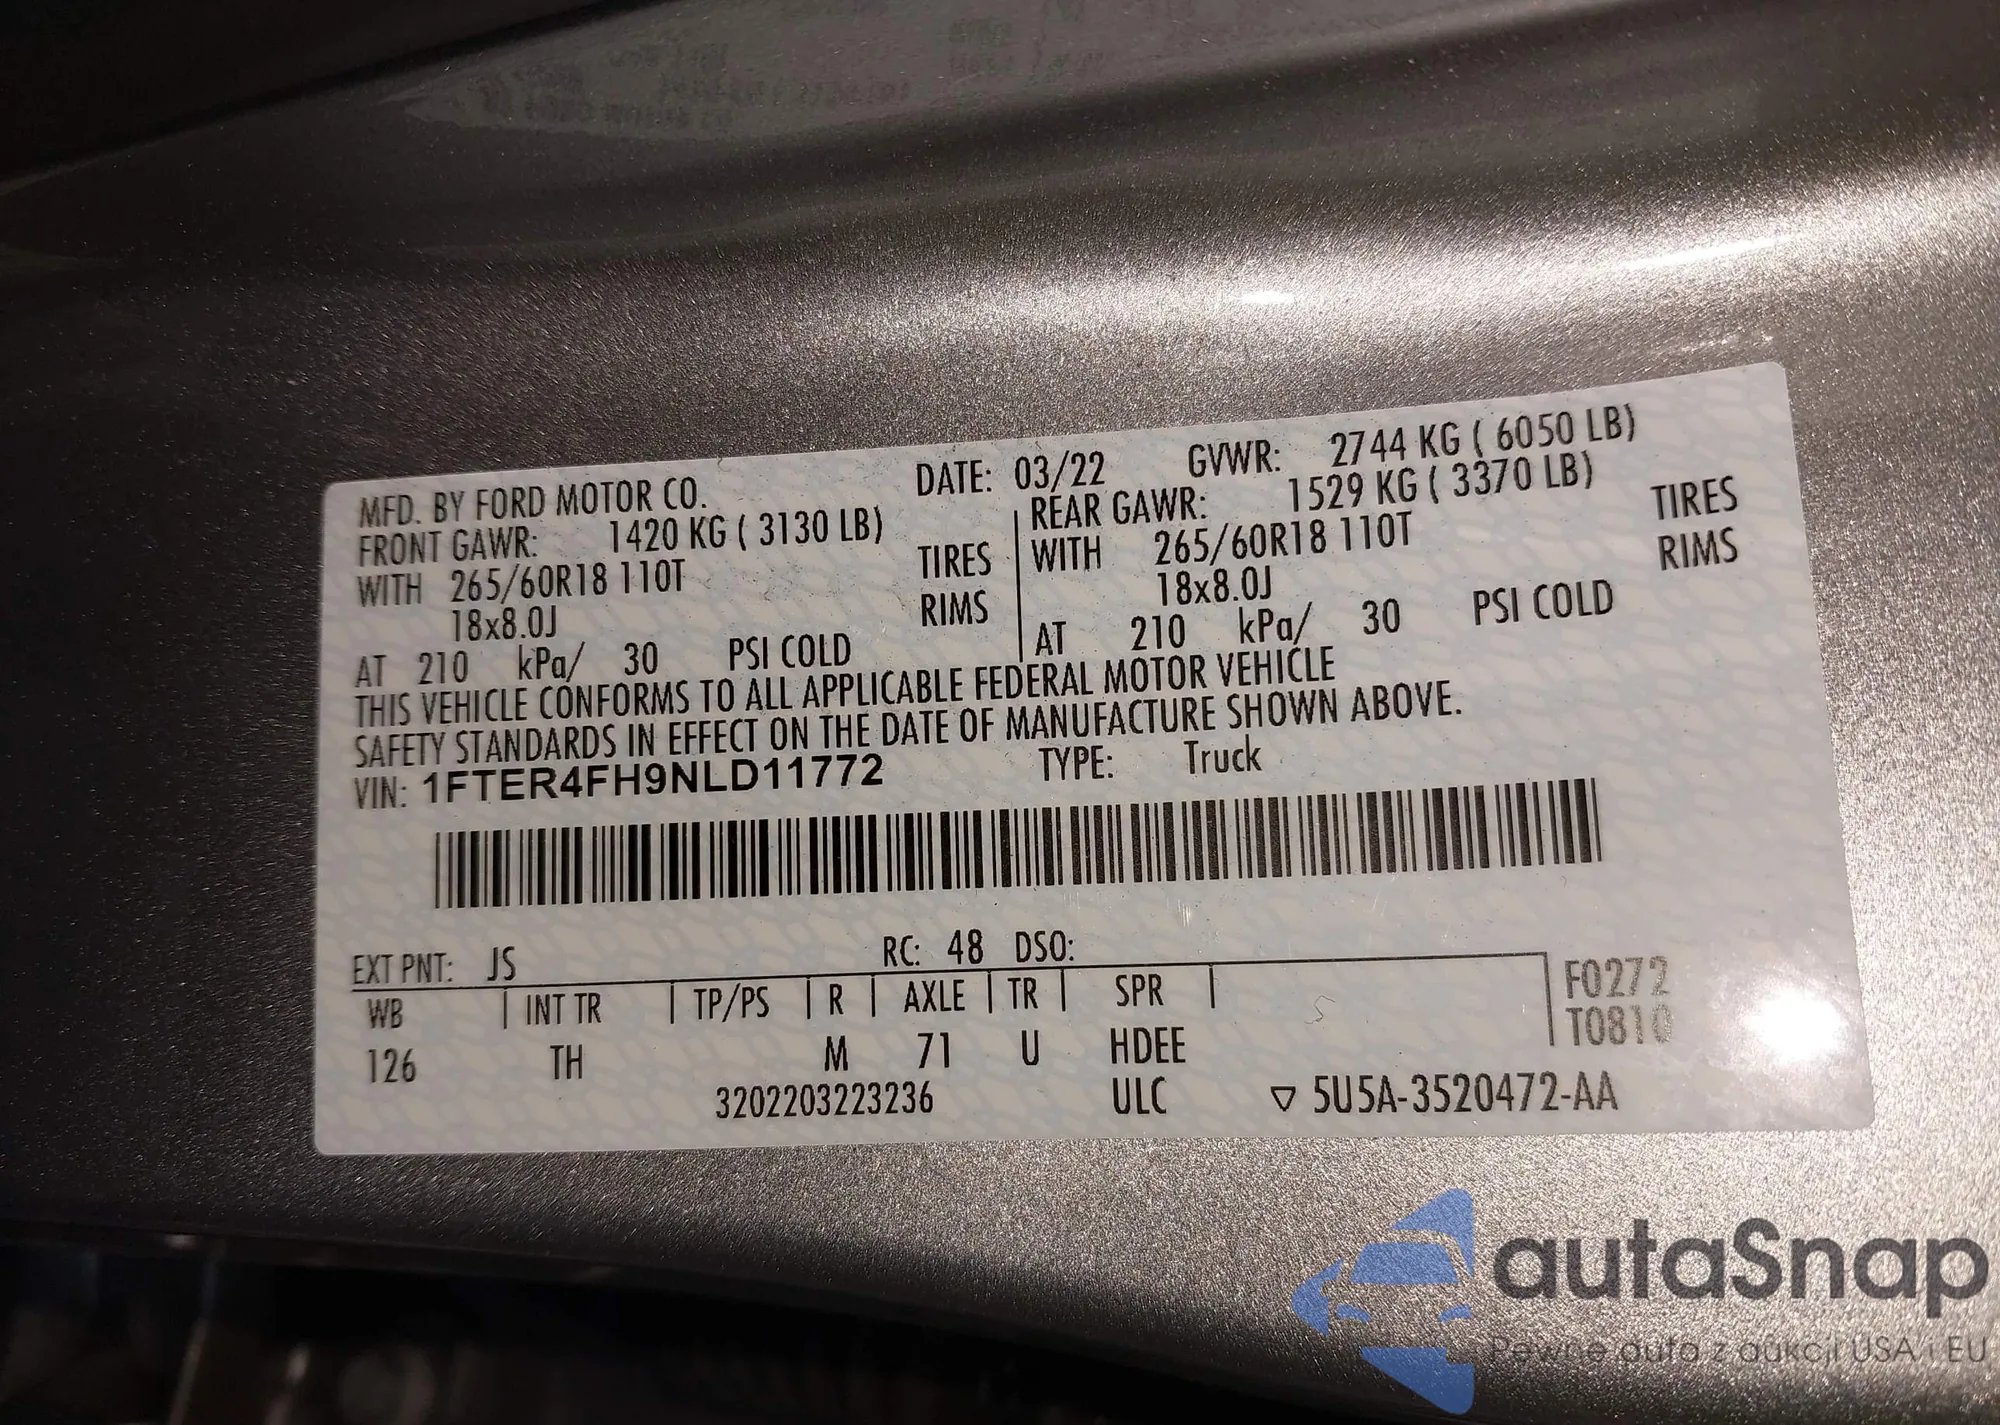 MFD. BY FORD MOTOR CO. DATE: 03/22 GVWR: 2744 KG ( 6050 LB)
FRONT GAWR: 1420 KG ( 3130 LB) REAR GAWR: 1529 KG ( 3370 LB)
WITH 265/60R18 110T TIRES WITH 265/60R18 110T TIRES
18x8.0J RIMS 18x8.0J RIMS
AT 210 kPa/ 30 PSI COLD AT 210 kPa/ 30 PSI COLD
THIS VEHICLE CONFORMS TO ALL APPLICABLE FEDERAL MOTOR VEHICLE
SAFETY STANDARDS IN EFFECT ON THE DATE OF MANUFACTURE SHOWN ABOVE.
VIN: 1FTER4FH9NLD11772 TYPE: Truck
EXT PNT: JS RC: 48 DSO:
WB INT TR TP/PS R AXLE TR SPR F0272
T0810
126 TH M 71 U HDEE
3202203223236 ULC ▽ 5U5A-3520472-AA
autaSnap
Pewne auto z aukcji USA i EU